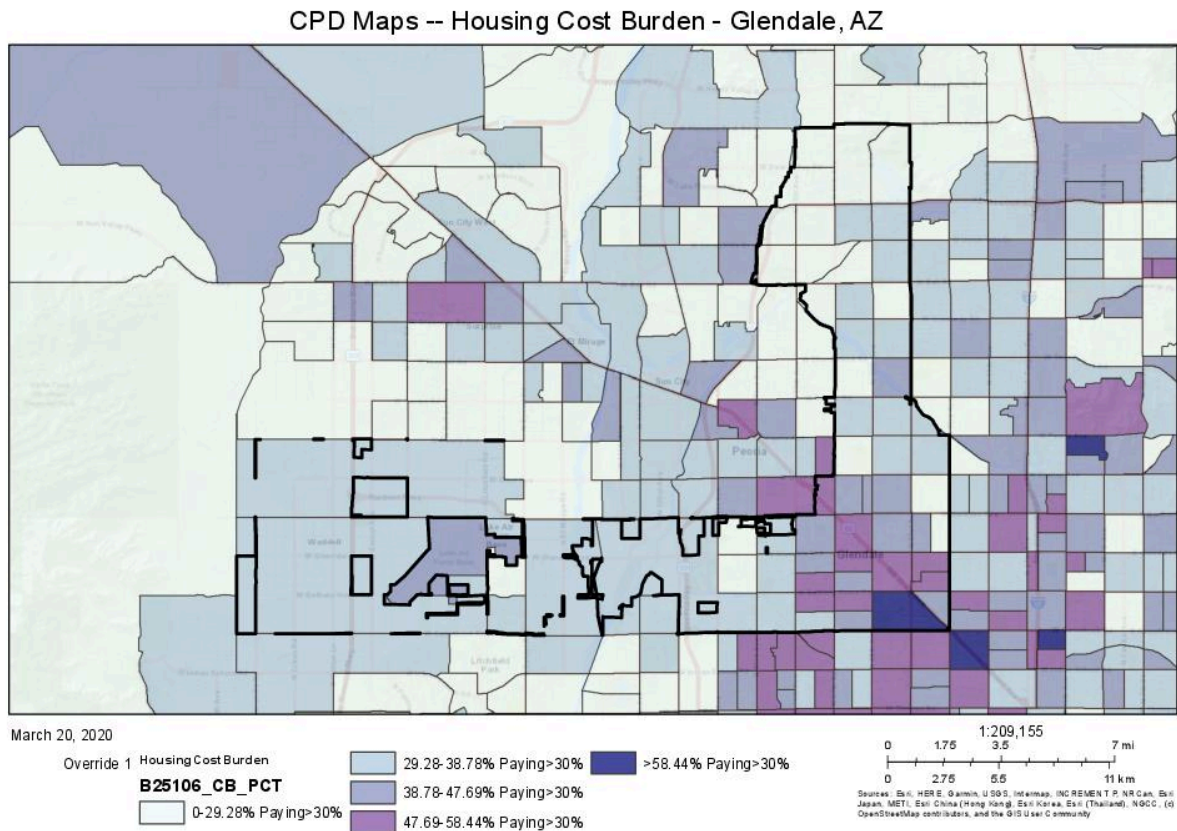 CPD Maps -- Housing Cost Burden - Glendale, AZ
Sun City West
Surprise
El Mirage
Sun City
Peoria
Glendale
Waddell
Luke Air
Base
Litchfield
Park
March 20, 2020
Override 1 Housing Cost Burden
B25106_CB_PCT
0-29.28% Paying>30%
29.28-38.78% Paying>30%
38.78-47.69% Paying>30%
47.69-58.44% Paying>30%
>58.44% Paying>30%
1:209,155
0 1.75 3.5 7 mi
0 2.75 5.5 11 km
Sources: Esri, HERE, Garmin, USGS, Intermap, INCREMENT P, NRCan, Esri
Japan, METI, Esri China (Hong Kong), Esri Korea, Esri (Thailand), NGCC, (c)
OpenStreetMap contributors, and the GIS User Community